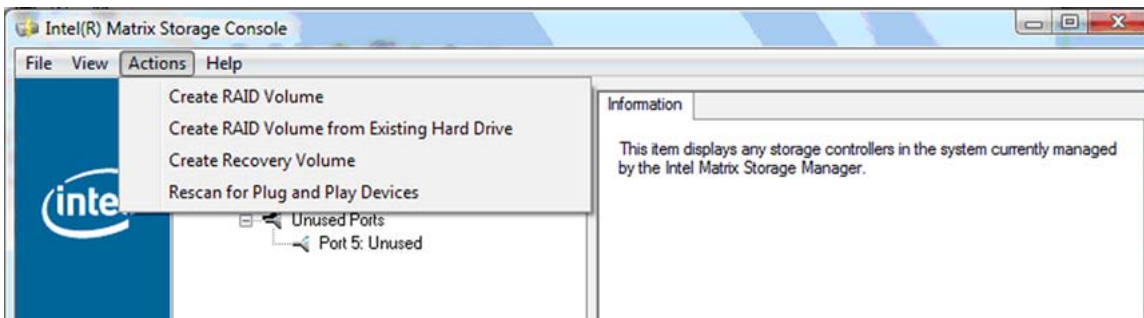 Intel(R) Matrix Storage Console
File View Actions Help
Create RAID Volume
Create RAID Volume from Existing Hard Drive
Create Recovery Volume
Rescan for Plug and Play Devices
Unused Ports
Port 5: Unused
Information
This item displays any storage controllers in the system currently managed
by the Intel Matrix Storage Manager.